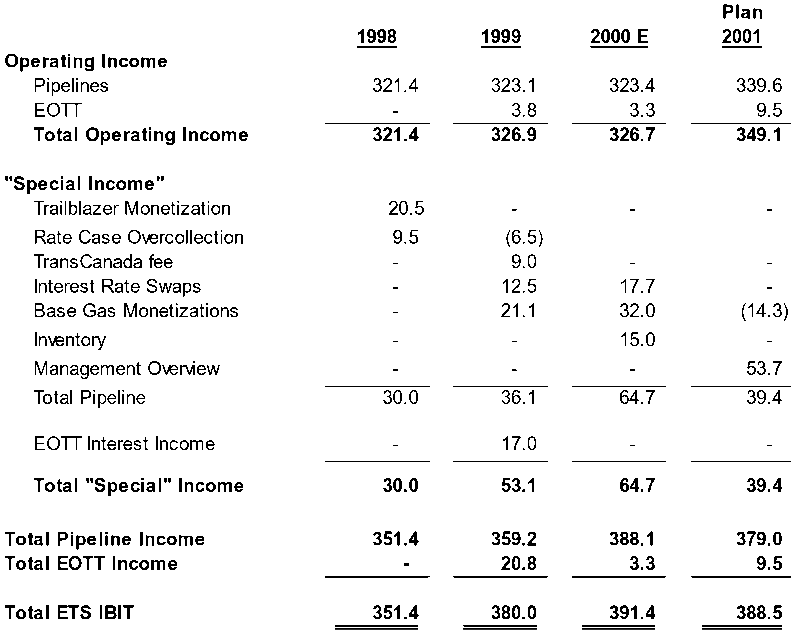 Plan
1998 1999 2000 E 2001
Operating Income
Pipelines 321.4 323.1 323.4 339.6
EOTT - 3.8 3.3 9.5
Total Operating Income 321.4 326.9 326.7 349.1
"Special Income"
Trailblazer Monetization 20.5 - - -
Rate Case Overcollection 9.5 (6.5)
TransCanada fee - 9.0 - -
Interest Rate Swaps - 12.5 17.7 -
Base Gas Monetizations - 21.1 32.0 (14.3)
Inventory - - 15.0 -
Management Overview - - - 53.7
Total Pipeline 30.0 36.1 64.7 39.4
EOTT Interest Income - 17.0 - -
Total "Special" Income 30.0 53.1 64.7 39.4
Total Pipeline Income 351.4 359.2 388.1 379.0
Total EOTT Income - 20.8 3.3 9.5
Total ETS IBIT 351.4 380.0 391.4 388.5